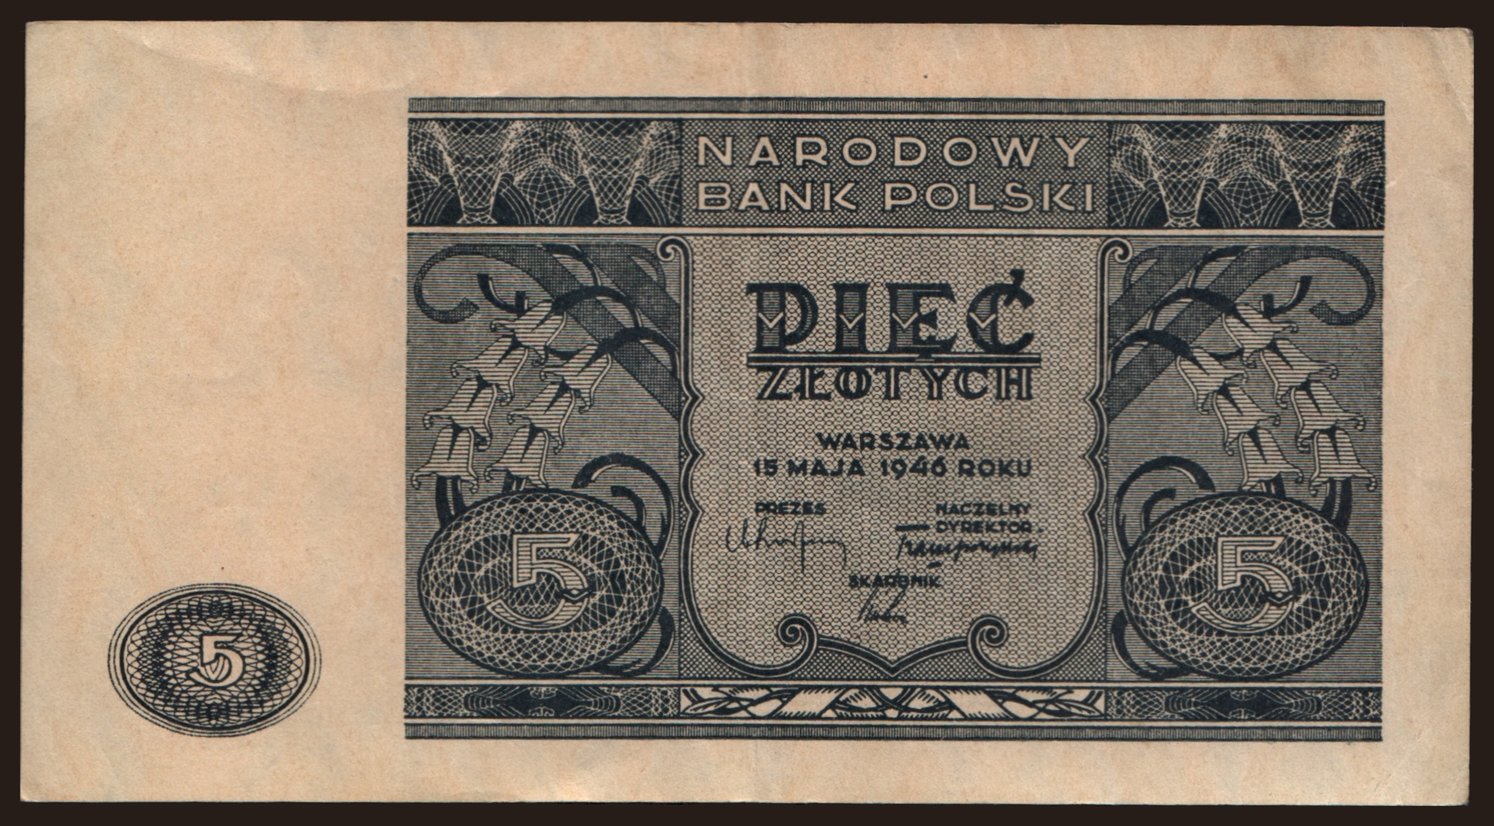 NARODOWY
BANK POLSKI
PIĘĆ
ZŁOTYCH
WARSZAWA
15 MAJA 1946 ROKU
PREZES
NACZELNY
DYREKTOR
SKARBNIK
5
5
5